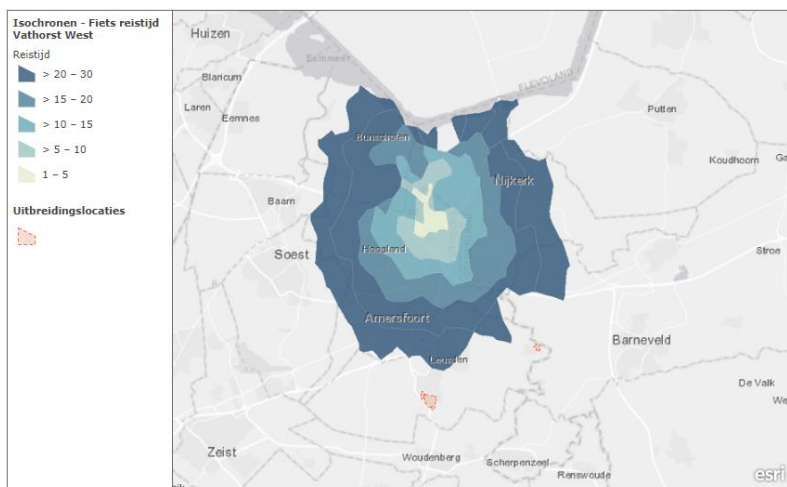 Isochronen - Fiets reistijd
Vathorst West
Reistijd
> 20 – 30
> 15 – 20
> 10 – 15
> 5 – 10
1 – 5
Uitbreidingslocaties
Huizen
Blaricum
Laren
Eemnes
FLEVOLAND
Putten
Bunschoten
Koudhoorn
Nijkerk
Baarn
Soest
Hoogland
Stroe
Amersfoort
Barneveld
Leusden
De Valk
Zeist
Woudenberg
Scherpenzeel
Renswoude
esri